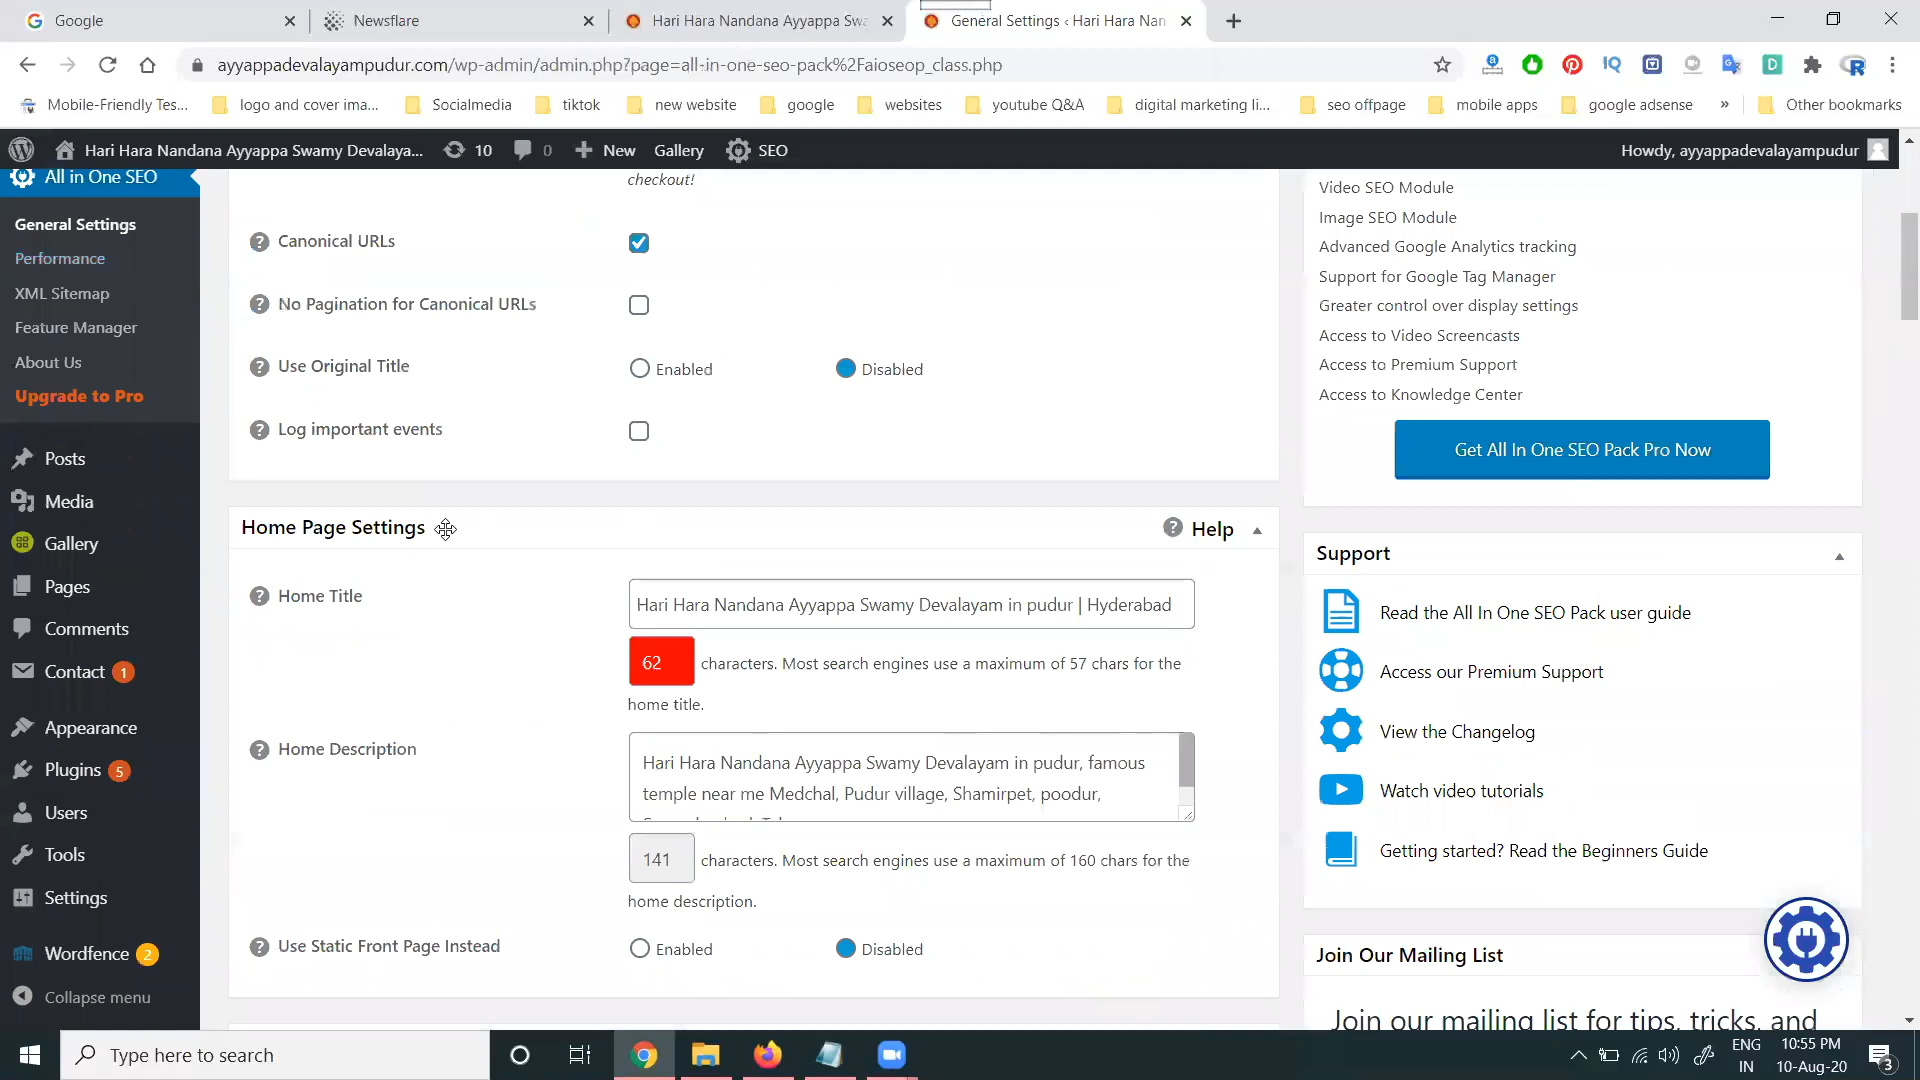 Google
Newsflare
Hari Hara Nandana Ayyappa Swa
General Settings ‹ Hari Hara Nan
ayyappadevalayampudur.com/wp-admin/admin.php?page=all-in-one-seo-pack%2Faioseop_class.php
Mobile-Friendly Tes...
logo and cover ima...
Socialmedia
tiktok
new website
google
websites
youtube Q&A
digital marketing li...
seo offpage
mobile apps
google adsense
»
Other bookmarks
Hari Hara Nandana Ayyappa Swamy Devalaya...
10
0
New
Gallery
SEO
Howdy, ayyappadevalayampudur
All in One SEO
General Settings
Performance
XML Sitemap
Feature Manager
About Us
Upgrade to Pro
Posts
Media
Gallery
Pages
Comments
Contact 1
Appearance
Plugins 5
Users
Tools
Settings
Wordfence 2
Collapse menu
checkout!
Canonical URLs
No Pagination for Canonical URLs
Use Original Title
Enabled
Disabled
Log important events
Home Page Settings
Help
Home Title
Hari Hara Nandana Ayyappa Swamy Devalayam in pudur | Hyderabad
62 characters. Most search engines use a maximum of 57 chars for the
home title.
Home Description
Hari Hara Nandana Ayyappa Swamy Devalayam in pudur, famous
temple near me Medchal, Pudur village, Shamirpet, poodur,
141 characters. Most search engines use a maximum of 160 chars for the
home description.
Use Static Front Page Instead
Enabled
Disabled
Video SEO Module
Image SEO Module
Advanced Google Analytics tracking
Support for Google Tag Manager
Greater control over display settings
Access to Video Screencasts
Access to Premium Support
Access to Knowledge Center
Get All In One SEO Pack Pro Now
Support
Read the All In One SEO Pack user guide
Access our Premium Support
View the Changelog
Watch video tutorials
Getting started? Read the Beginners Guide
Join Our Mailing List
Join our mailing list for tips, tricks, and
Type here to search
ENG
IN
10:55 PM
10-Aug-20
3